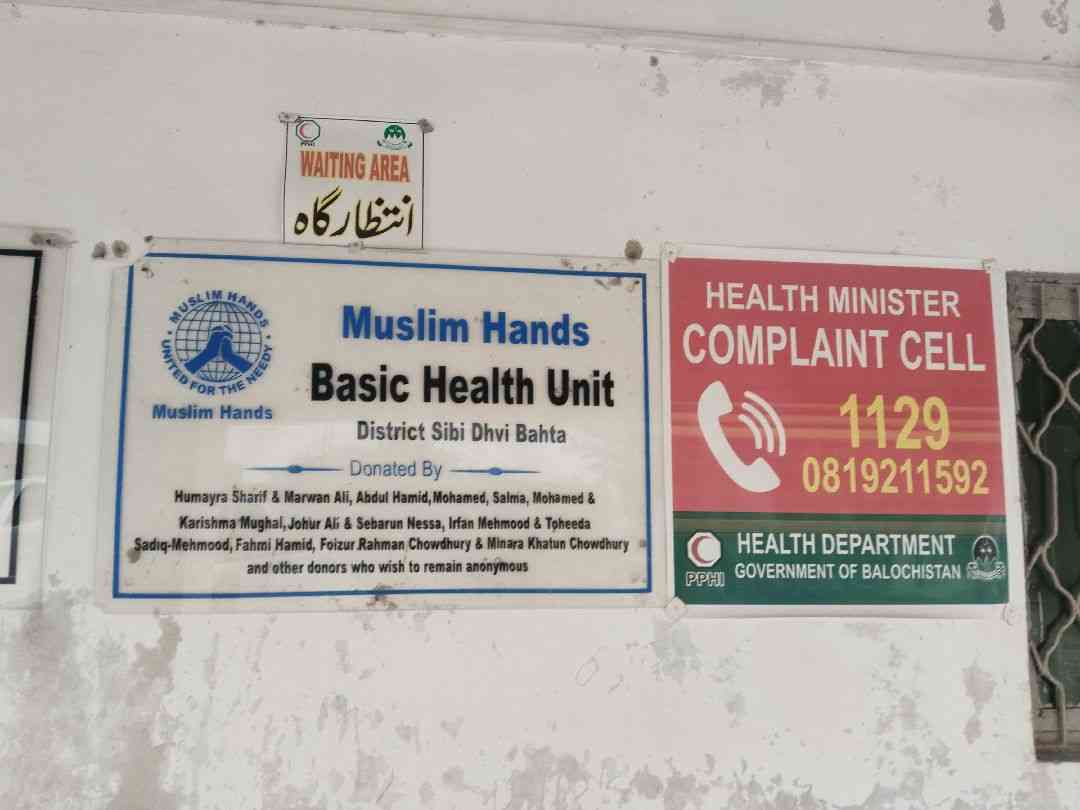 PPHI
WAITING AREA
انتظار گاہ
MUSLIM HANDS
UNITED FOR THE NEEDY
Muslim Hands
Muslim Hands
Basic Health Unit
District Sibi Dhvi Bahta
Donated By
Humayra Sharif & Marwan Ali, Abdul Hamid,Mohamed, Salma, Mohamed &
Karishma Mughal,Johur Ali & Sebarun Nessa, Irfan Mehmood & Toheeda
Sadiq-Mehmood, Fahmi Hamid, Foizur Rahman Chowdhury & Minara Khatun Chowdhury
and other donors who wish to remain anonymous
HEALTH MINISTER
COMPLAINT CELL
1129
0819211592
PPHI
HEALTH DEPARTMENT
GOVERNMENT OF BALOCHISTAN